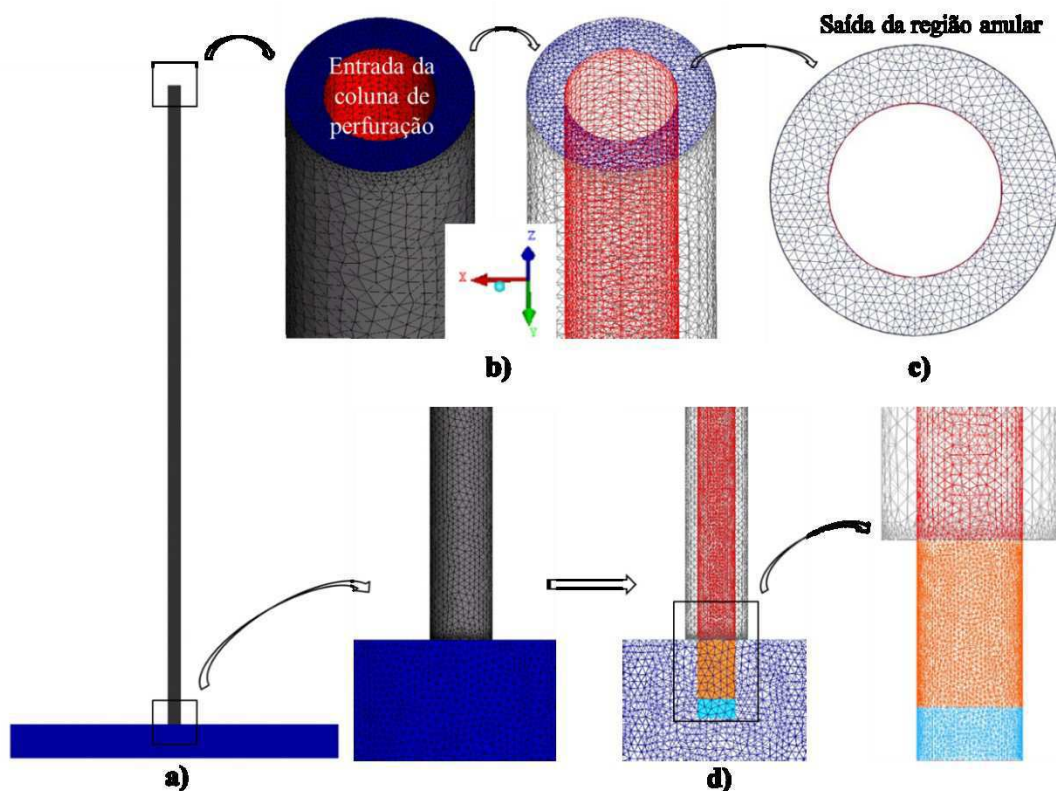 Saída da região anular
Entrada da
coluna de
perfuração
Z
X
Y
b)
c)
a)
d)